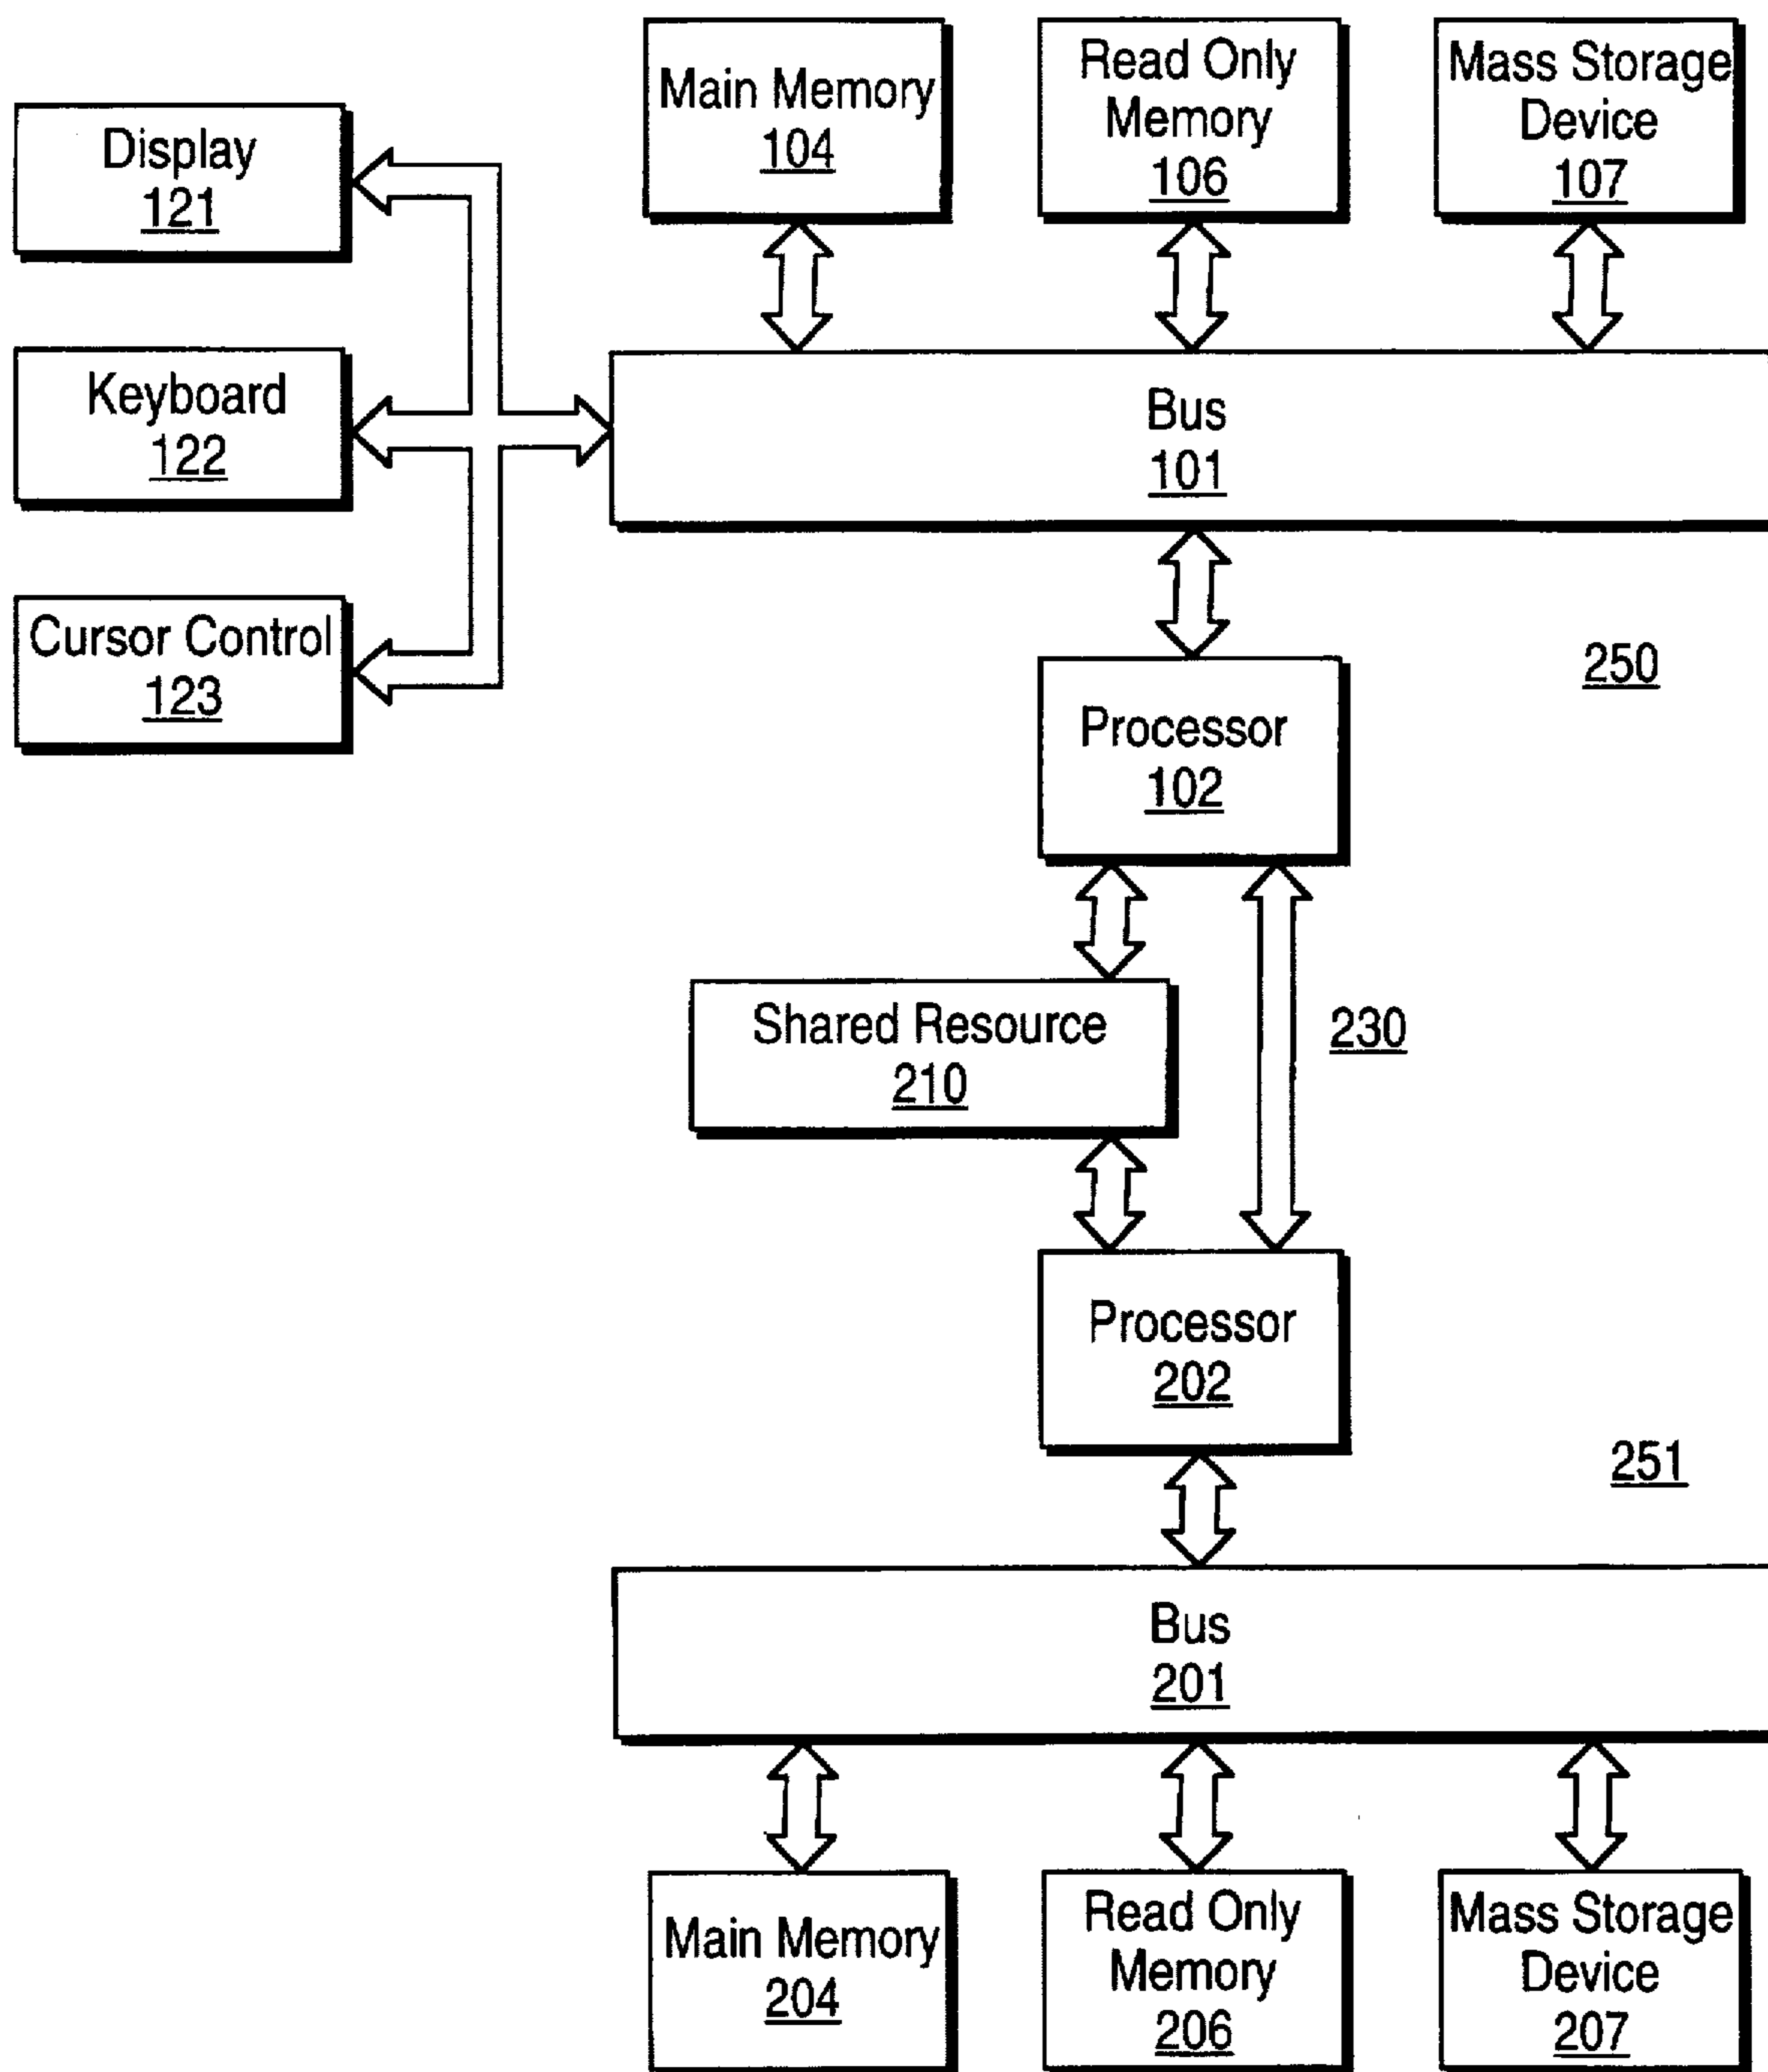 Main Memory
104
Read Only
Memory
106
Mass Storage
Device
107
Display
121
Keyboard
122
Cursor Control
123
Bus
101
250
Processor
102
Shared Resource
210
230
Processor
202
251
Bus
201
Main Memory
204
Read Only
Memory
206
Mass Storage
Device
207